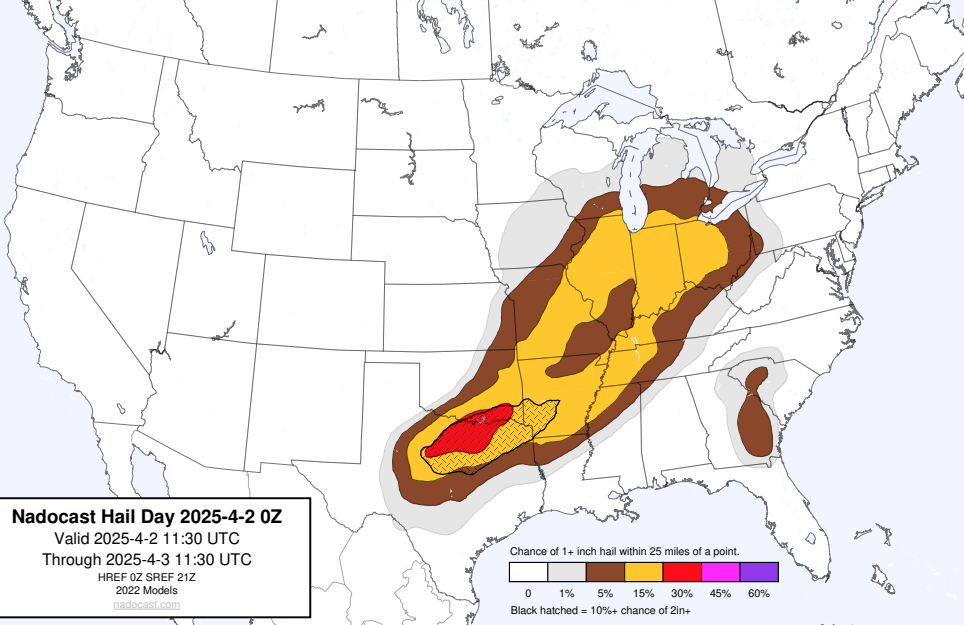 Nadocast Hail Day 2025-4-2 0Z
Valid 2025-4-2 11:30 UTC
Through 2025-4-3 11:30 UTC
HREF 0Z SREF 21Z
2022 Models
nadocast.com
Chance of 1+ inch hail within 25 miles of a point.
0 1% 5% 15% 30% 45% 60%
Black hatched = 10%+ chance of 2in+